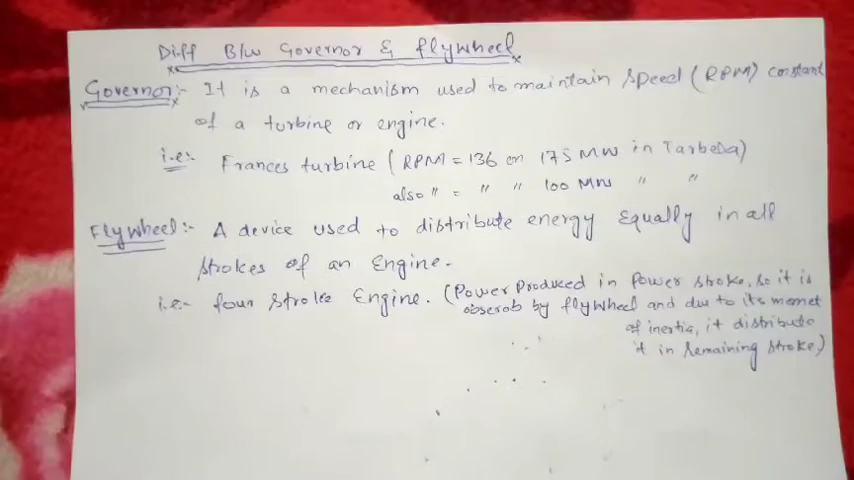 Diff B/w Governor & flywheel
Governor:- It is a mechanism used to maintain speed (RPM) constant
of a turbine or engine.
i.e:- Frances turbine (RPM = 136 on 175 MW in Tarbela)
also " = " " 100 MW " "
Flywheel:- A device used to distribute energy Equally in all
strokes of an Engine.
i.e:- four stroke Engine. (Power Produced in Power stroke, so it is
obserob by flywheel and due to its momet
of inertia, it distribute
it in remaining stroke)